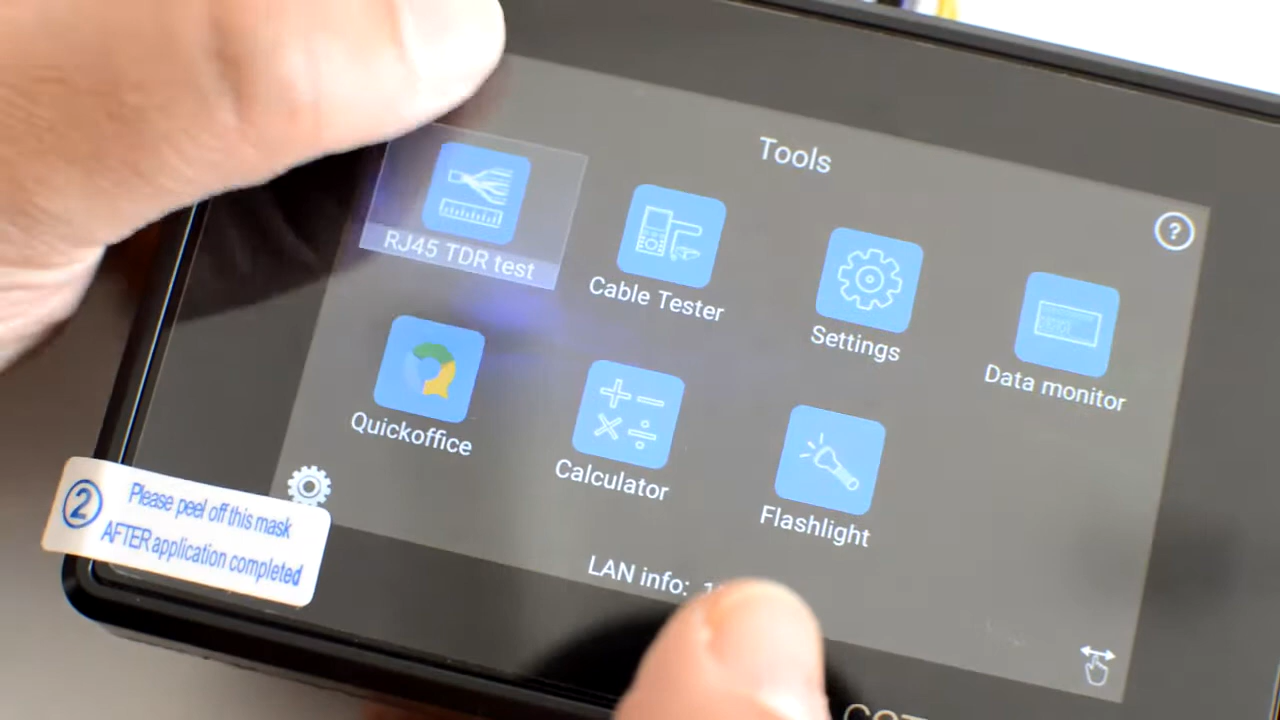 Tools
?
RJ45 TDR test
Cable Tester
Settings
Data monitor
Quickoffice
Calculator
Flashlight
2
Please peel off this mask
AFTER application completed
LAN info: